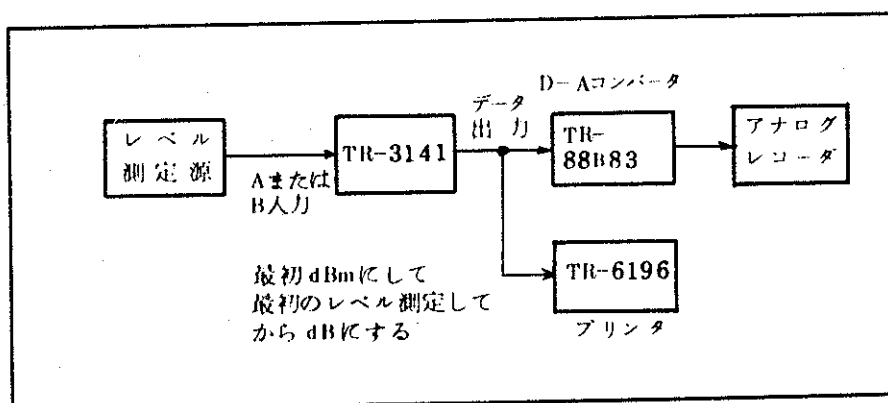 レベル
測定源
Aまたは
B入力
TR-3141
データ
出力
D-Aコンバータ
TR-
88B83
アナログ
レコーダ
TR-6196
プリンタ
最初dBmにして
最初のレベル測定して
からdBにする